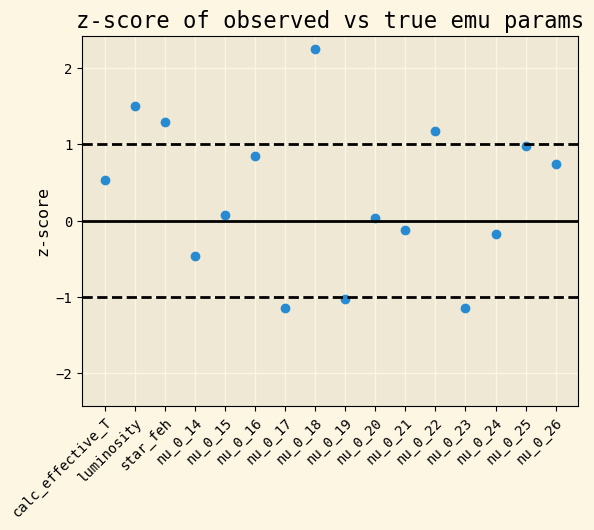 z-score of observed vs true emu params
z-score
2
1
0
−1
−2
calc_effective_T
luminosity
star_feh
nu_0_14
nu_0_15
nu_0_16
nu_0_17
nu_0_18
nu_0_19
nu_0_20
nu_0_21
nu_0_22
nu_0_23
nu_0_24
nu_0_25
nu_0_26